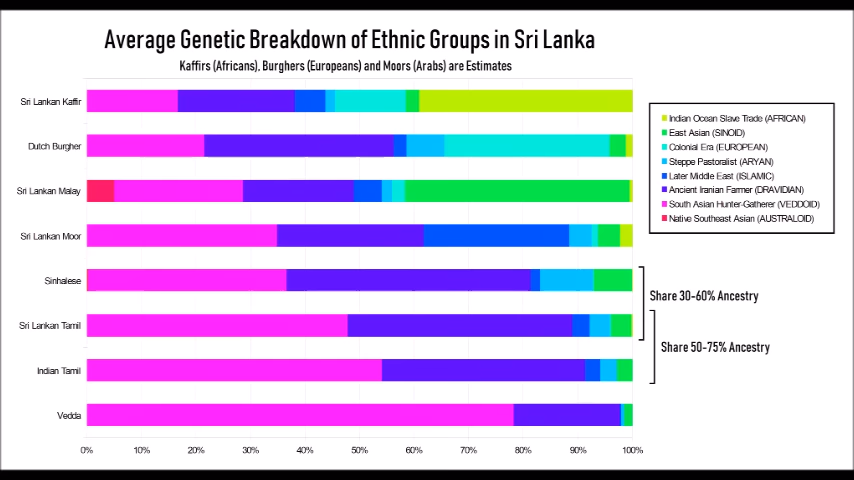 Average Genetic Breakdown of Ethnic Groups in Sri Lanka
Kaffirs (Africans), Burghers (Europeans) and Moors (Arabs) are Estimates
Sri Lankan Kaffir
Dutch Burgher
Sri Lankan Malay
Sri Lankan Moor
Sinhalese
Sri Lankan Tamil
Indian Tamil
Vedda
0% 10% 20% 30% 40% 50% 60% 70% 80% 90% 100%
Indian Ocean Slave Trade (AFRICAN)
East Asian (SINOID)
Colonial Era (EUROPEAN)
Steppe Pastoralist (ARYAN)
Later Middle East (ISLAMIC)
Ancient Iranian Farmer (DRAVIDIAN)
South Asian Hunter-Gatherer (VEDDOID)
Native Southeast Asian (AUSTRALOID)
Share 30-60% Ancestry
Share 50-75% Ancestry